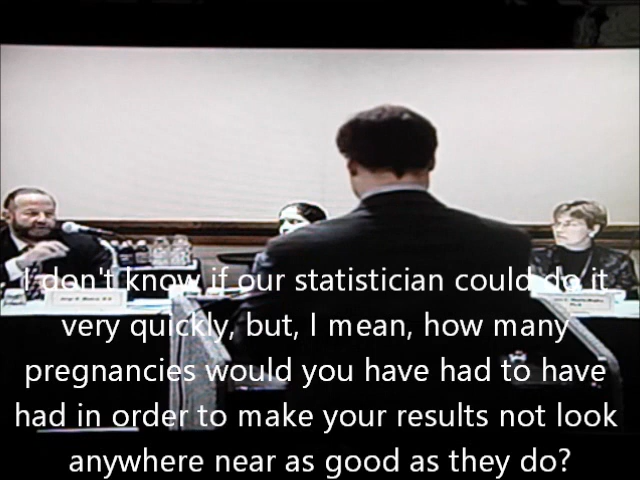 I don't know if our statistician could do it
very quickly, but, I mean, how many
pregnancies would you have had to have
had in order to make your results not look
anywhere near as good as they do?